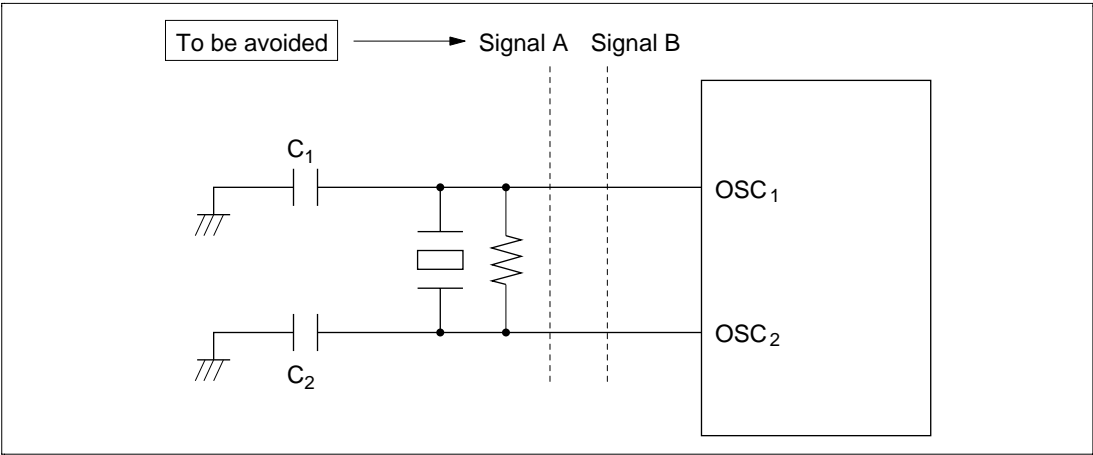 To be avoided Signal A Signal B
C1
OSC1
OSC2
C2